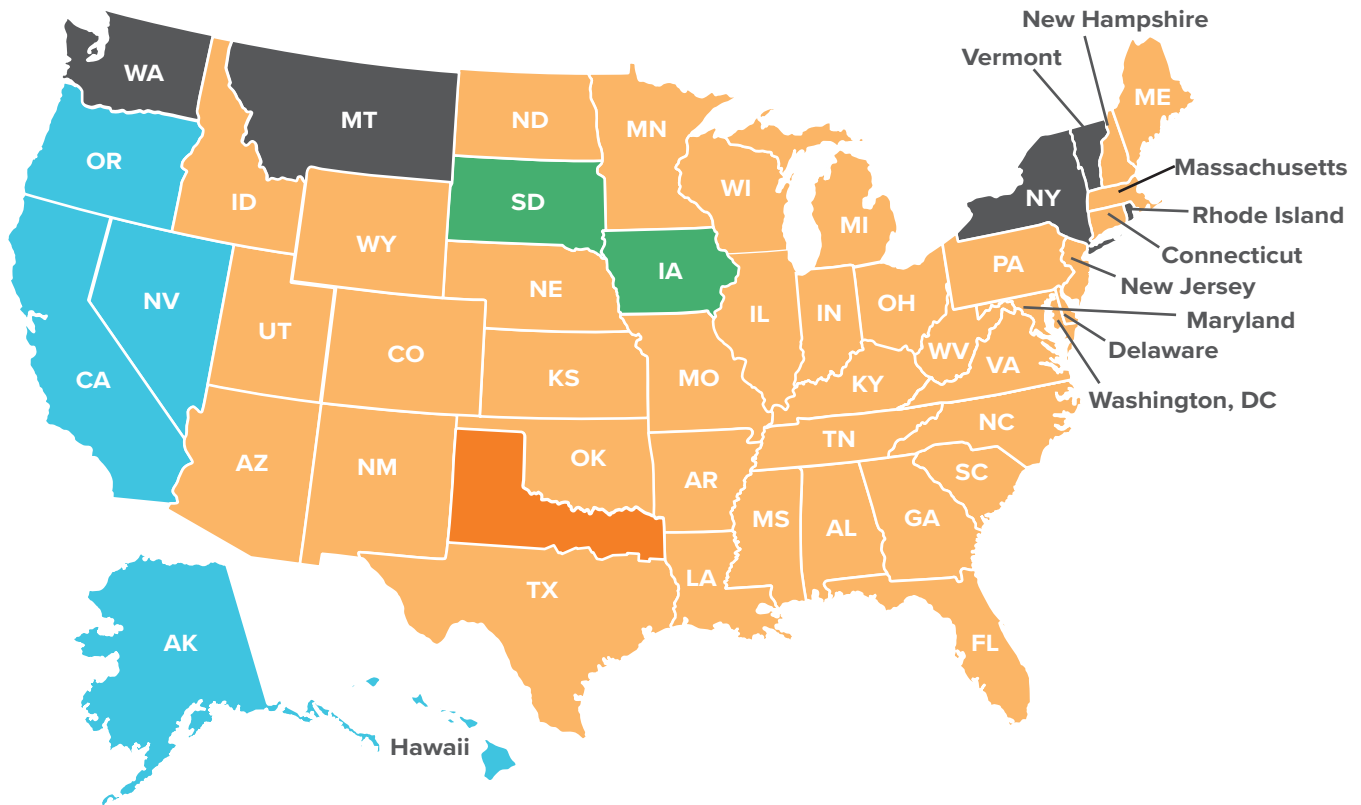 New Hampshire
Vermont
WA
ME
MT
ND
MN
OR
Massachusetts
WI
ID
SD
NY
Rhode Island
MI
WY
Connecticut
PA
IA
New Jersey
NE
NV
OH
IL
IN
Maryland
UT
WV
Delaware
CO
VA
CA
KS
MO
KY
Washington, DC
NC
TN
OK
AZ
NM
SC
AR
MS
GA
AL
LA
TX
AK
FL
Hawaii